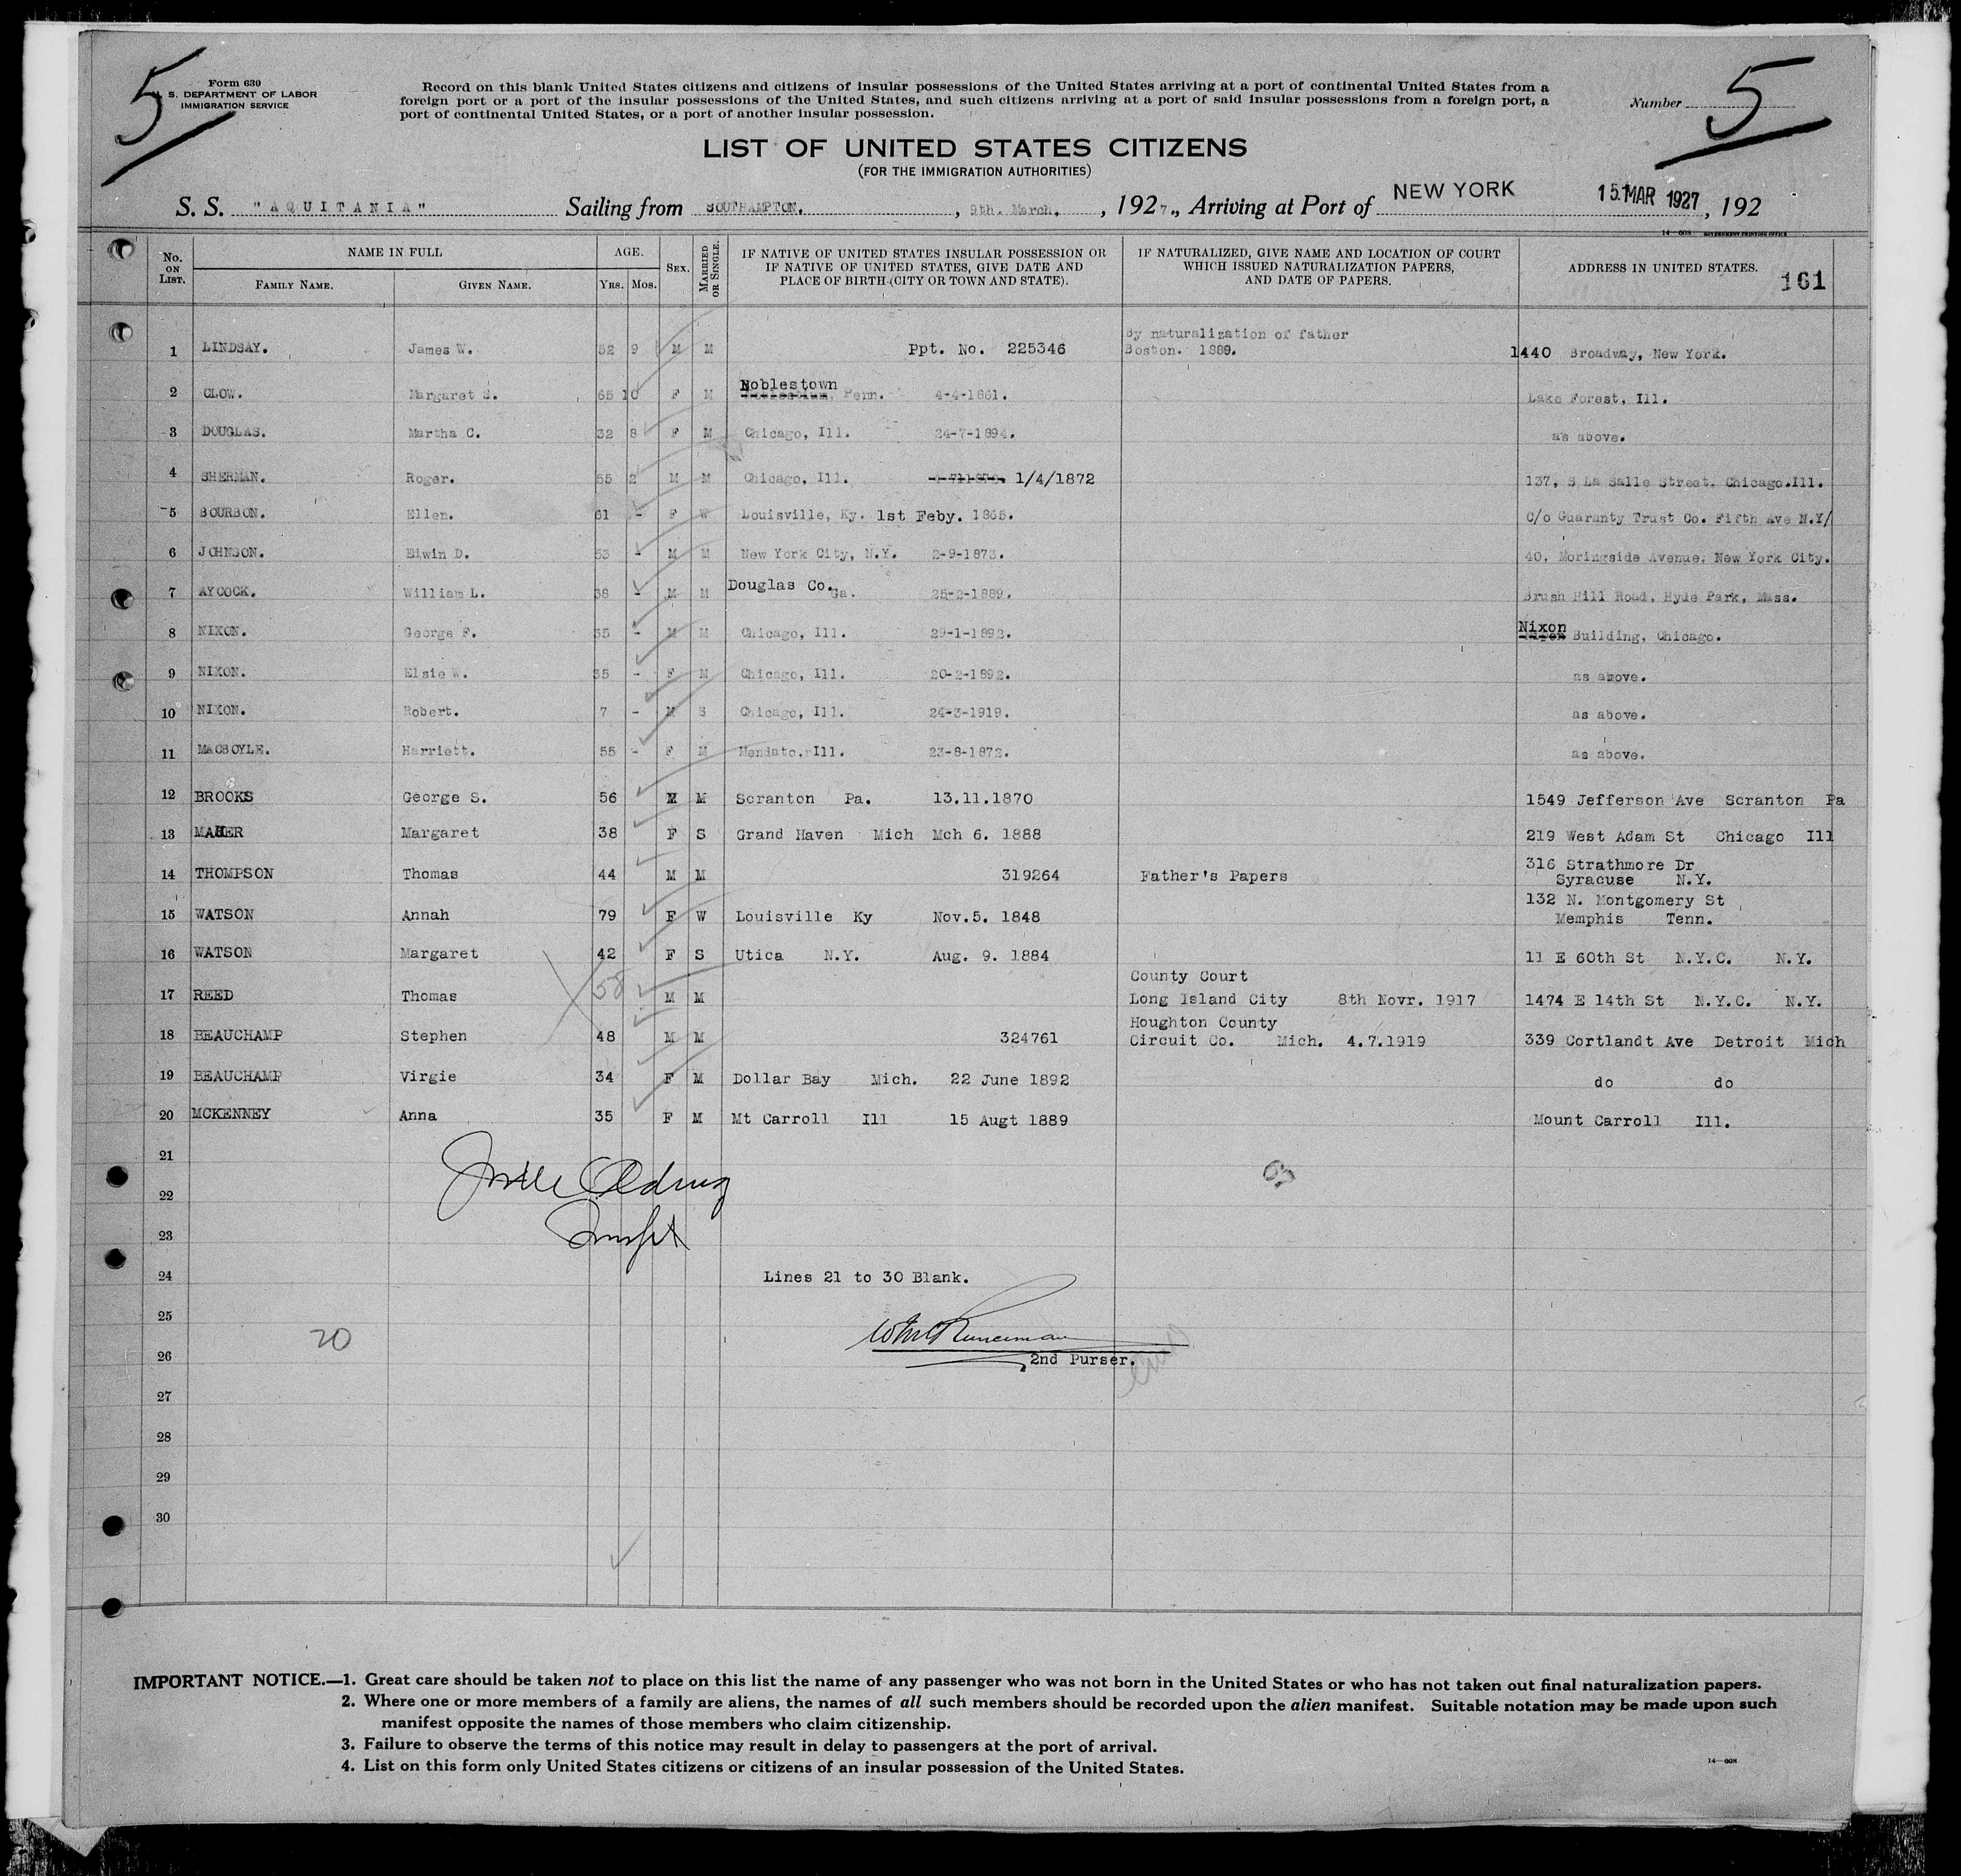 5
Form 630
S. DEPARTMENT OF LABOR
IMMIGRATION SERVICE
Record on this blank United States citizens and citizens of insular possessions of the United States arriving at a port of continental United States from a
foreign port or a port of the insular possessions of the United States, and such citizens arriving at a port of said insular possessions from a foreign port, a
port of continental United States, or a port of another insular possession.
Number 5
LIST OF UNITED STATES CITIZENS
(FOR THE IMMIGRATION AUTHORITIES)
S. S. "AQUITANIA" Sailing from SOUTHAMPTON. , 9th. March. , 1927., Arriving at Port of NEW YORK 15 MAR 1927, 192
14—608 GOVERNMENT PRINTING OFFICE
No. ON LIST. NAME IN FULL FAMILY NAME. GIVEN NAME. AGE. YRS. MOS. SEX. MARRIED OR SINGLE. IF NATIVE OF UNITED STATES INSULAR POSSESSION OR IF NATIVE OF UNITED STATES, GIVE DATE AND PLACE OF BIRTH (CITY OR TOWN AND STATE). IF NATURALIZED, GIVE NAME AND LOCATION OF COURT WHICH ISSUED NATURALIZATION PAPERS, AND DATE OF PAPERS. ADDRESS IN UNITED STATES. 161
By naturalization of father
1 LINDSAY. James W. 52 9 M M Ppt. No. 225346 Boston. 1889. 1440 Broadway, New York.
Noblestown
2 CLOW. Margaret S. 65 10 F M Penn. 4-4-1861. Lake Forest, Ill.
3 DOUGLAS. Martha C. 32 8 F M Chicago, Ill. 24-7-1894. as above.
4 SHERMAN. Roger. 55 2 M M Chicago, Ill. 1/4/1872 137, S La Salle Street, Chicago.Ill.
5 BOURBON. Ellen. 61 - F W Louisville, Ky. 1st Feby. 1865. C/o Guaranty Trust Co. Fifth Ave N.Y/
6 JOHNSON. Edwin D. 53 - M M New York City, N.Y. 2-9-1873. 40, Morningside Avenue, New York City.
7 AYCOCK. William L. 38 - M M Douglas Co. Ga. 25-2-1889. Brush Hill Road, Hyde Park, Mass.
8 NIXON. George F. 35 - M M Chicago, Ill. 29-1-1892. Nixon Building, Chicago.
9 NIXON. Elsie W. 35 - F M Chicago, Ill. 20-2-1892. as above.
10 NIXON. Robert. 7 - M S Chicago, Ill. 24-3-1919. as above.
11 MACBOYLE. Harriett. 55 - F M Mendato. Ill. 23-8-1872. as above.
12 BROOKS George S. 56 M M Scranton Pa. 13.11.1870 1549 Jefferson Ave Scranton Pa
13 MAHER Margaret 38 F S Grand Haven Mich Mch 6. 1888 219 West Adam St Chicago Ill
316 Strathmore Dr
14 THOMPSON Thomas 44 M M 319264 Father's Papers Syracuse N.Y.
132 N. Montgomery St
15 WATSON Annah 79 F W Louisville Ky Nov.5. 1848 Memphis Tenn.
16 WATSON Margaret 42 F S Utica N.Y. Aug. 9. 1884 11 E 60th St N.Y.C. N.Y.
County Court
17 REED Thomas 58 M M Long Island City 8th Novr. 1917 1474 E 14th St N.Y.C. N.Y.
Houghton County
18 BEAUCHAMP Stephen 48 M M 324761 Circuit Co. Mich. 4.7.1919 339 Cortlandt Ave Detroit Mich
19 BEAUCHAMP Virgie 34 F M Dollar Bay Mich. 22 June 1892 do do
20 MCKENNEY Anna 35 F M Mt Carroll Ill 15 Augt 1889 Mount Carroll Ill.
21
22
23
24 Lines 21 to 30 Blank.
25 20
26 2nd Purser.
27
28
29
30
IMPORTANT NOTICE.—1. Great care should be taken not to place on this list the name of any passenger who was not born in the United States or who has not taken out final naturalization papers.
2. Where one or more members of a family are aliens, the names of all such members should be recorded upon the alien manifest. Suitable notation may be made upon such
manifest opposite the names of those members who claim citizenship.
3. Failure to observe the terms of this notice may result in delay to passengers at the port of arrival.
4. List on this form only United States citizens or citizens of an insular possession of the United States.
14—608